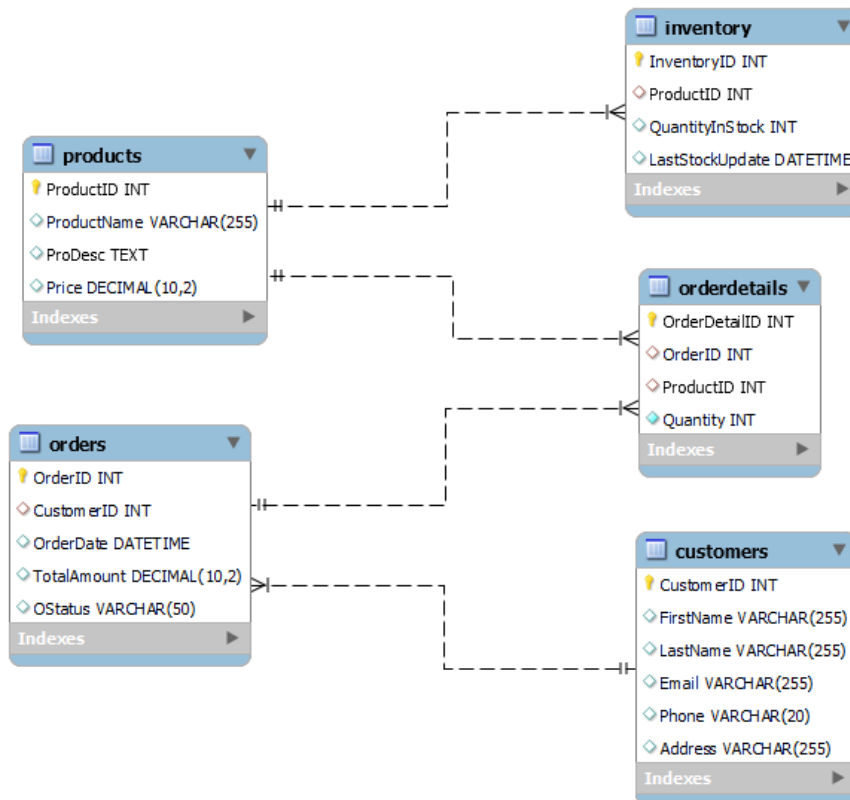 inventory
InventoryID INT
ProductID INT
QuantityInStock INT
LastStockUpdate DATETIME
Indexes
products
ProductID INT
ProductName VARCHAR(255)
ProDesc TEXT
Price DECIMAL(10,2)
Indexes
orderdetails
OrderDetailID INT
OrderID INT
ProductID INT
Quantity INT
Indexes
orders
OrderID INT
CustomerID INT
OrderDate DATETIME
TotalAmount DECIMAL(10,2)
OStatus VARCHAR(50)
Indexes
customers
CustomerID INT
FirstName VARCHAR(255)
LastName VARCHAR(255)
Email VARCHAR(255)
Phone VARCHAR(20)
Address VARCHAR(255)
Indexes